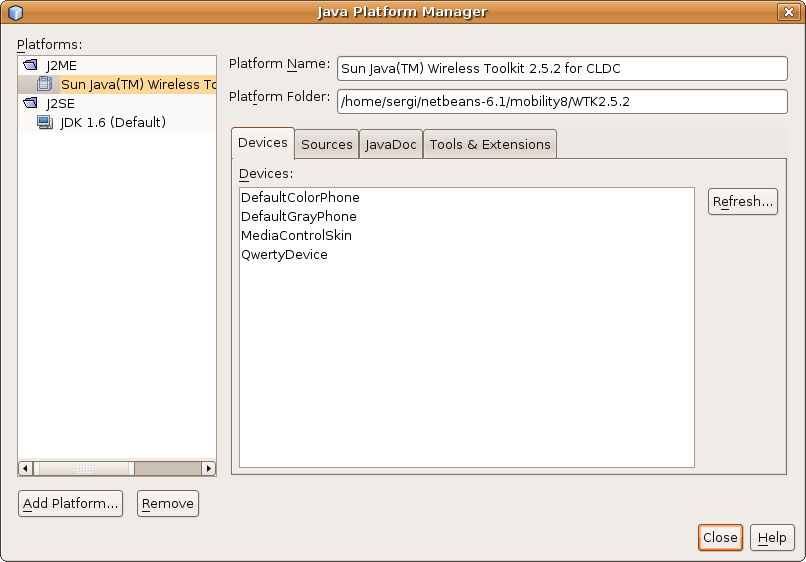 Java Platform Manager
Platforms:
J2ME
Sun Java(TM) Wireless To
J2SE
JDK 1.6 (Default)
Add Platform...
Remove
Platform Name:
Sun Java(TM) Wireless Toolkit 2.5.2 for CLDC
Platform Folder:
/home/sergi/netbeans-6.1/mobility8/WTK2.5.2
Devices
Sources
JavaDoc
Tools & Extensions
Devices:
DefaultColorPhone
DefaultGrayPhone
MediaControlSkin
QwertyDevice
Refresh...
Close
Help